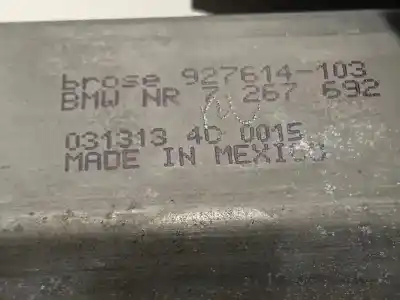 brose 927614-103
BMW NR 7 267 692
031313 4C 0015
MADE IN MEXICO